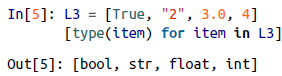 In[5]: L3 = [True, "2", 3.0, 4]
[type(item) for item in L3]
Out[5]: [bool, str, float, int]